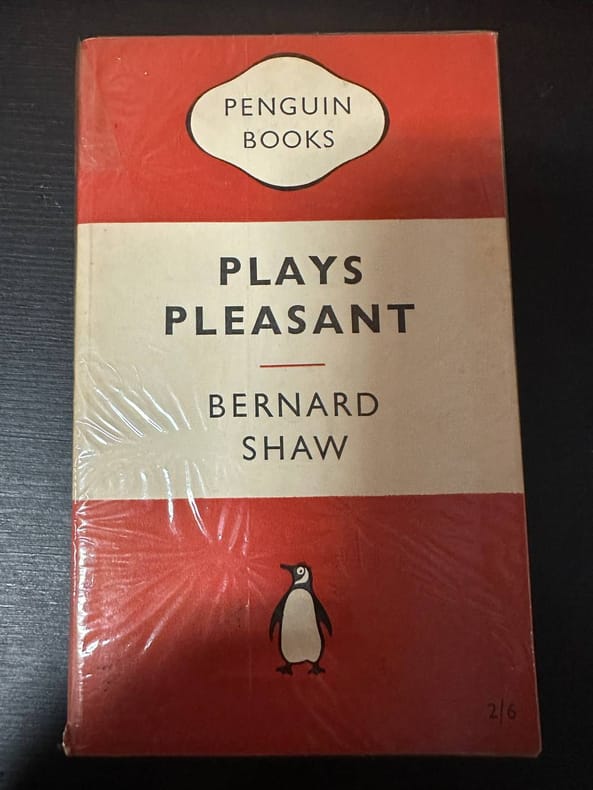 PENGUIN
BOOKS
PLAYS
PLEASANT
BERNARD
SHAW
2/6